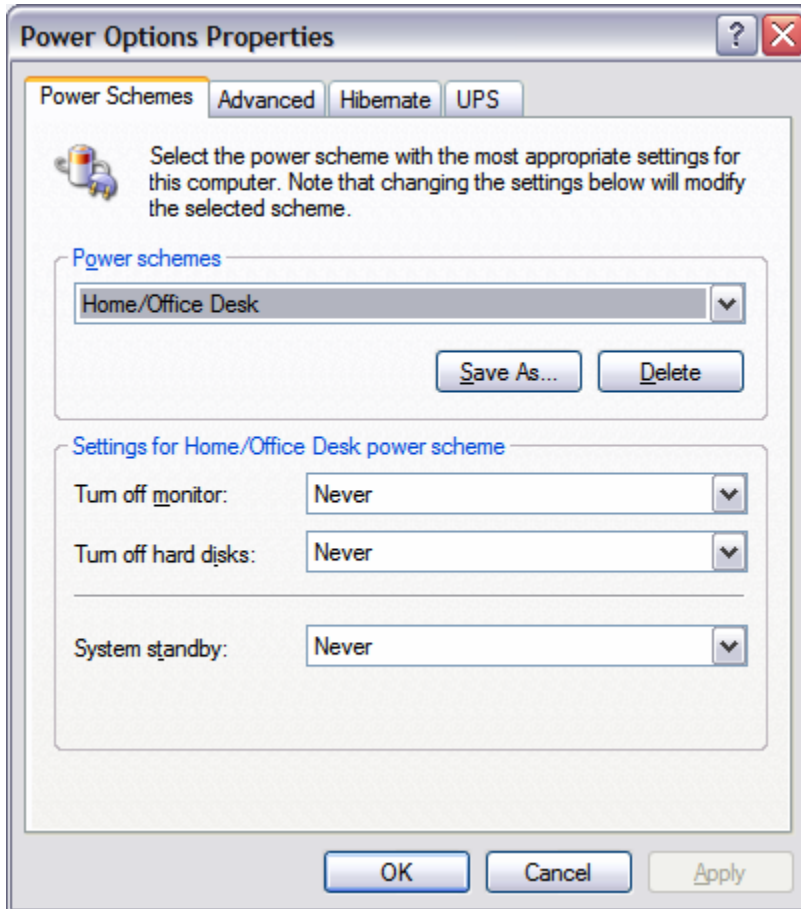 Power Options Properties
Power Schemes Advanced Hibernate UPS
Select the power scheme with the most appropriate settings for
this computer. Note that changing the settings below will modify
the selected scheme.
Power schemes
Home/Office Desk
Save As... Delete
Settings for Home/Office Desk power scheme
Turn off monitor: Never
Turn off hard disks: Never
System standby: Never
OK Cancel Apply